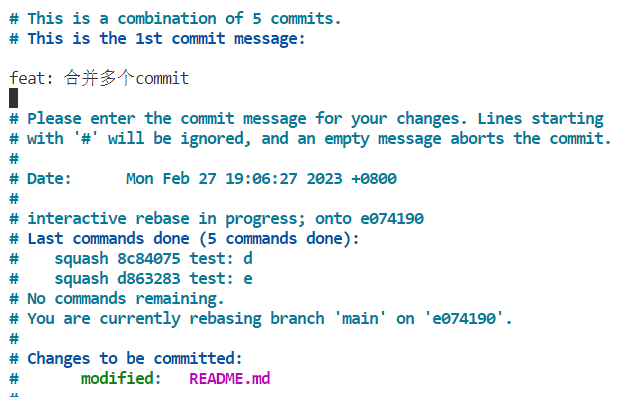 # This is a combination of 5 commits.
# This is the 1st commit message:

feat: 合并多个commit

# Please enter the commit message for your changes. Lines starting
# with '#' will be ignored, and an empty message aborts the commit.
#
# Date:      Mon Feb 27 19:06:27 2023 +0800
#
# interactive rebase in progress; onto e074190
# Last commands done (5 commands done):
#    squash 8c84075 test: d
#    squash d863283 test: e
# No commands remaining.
# You are currently rebasing branch 'main' on 'e074190'.
#
# Changes to be committed:
#       modified:   README.md
#